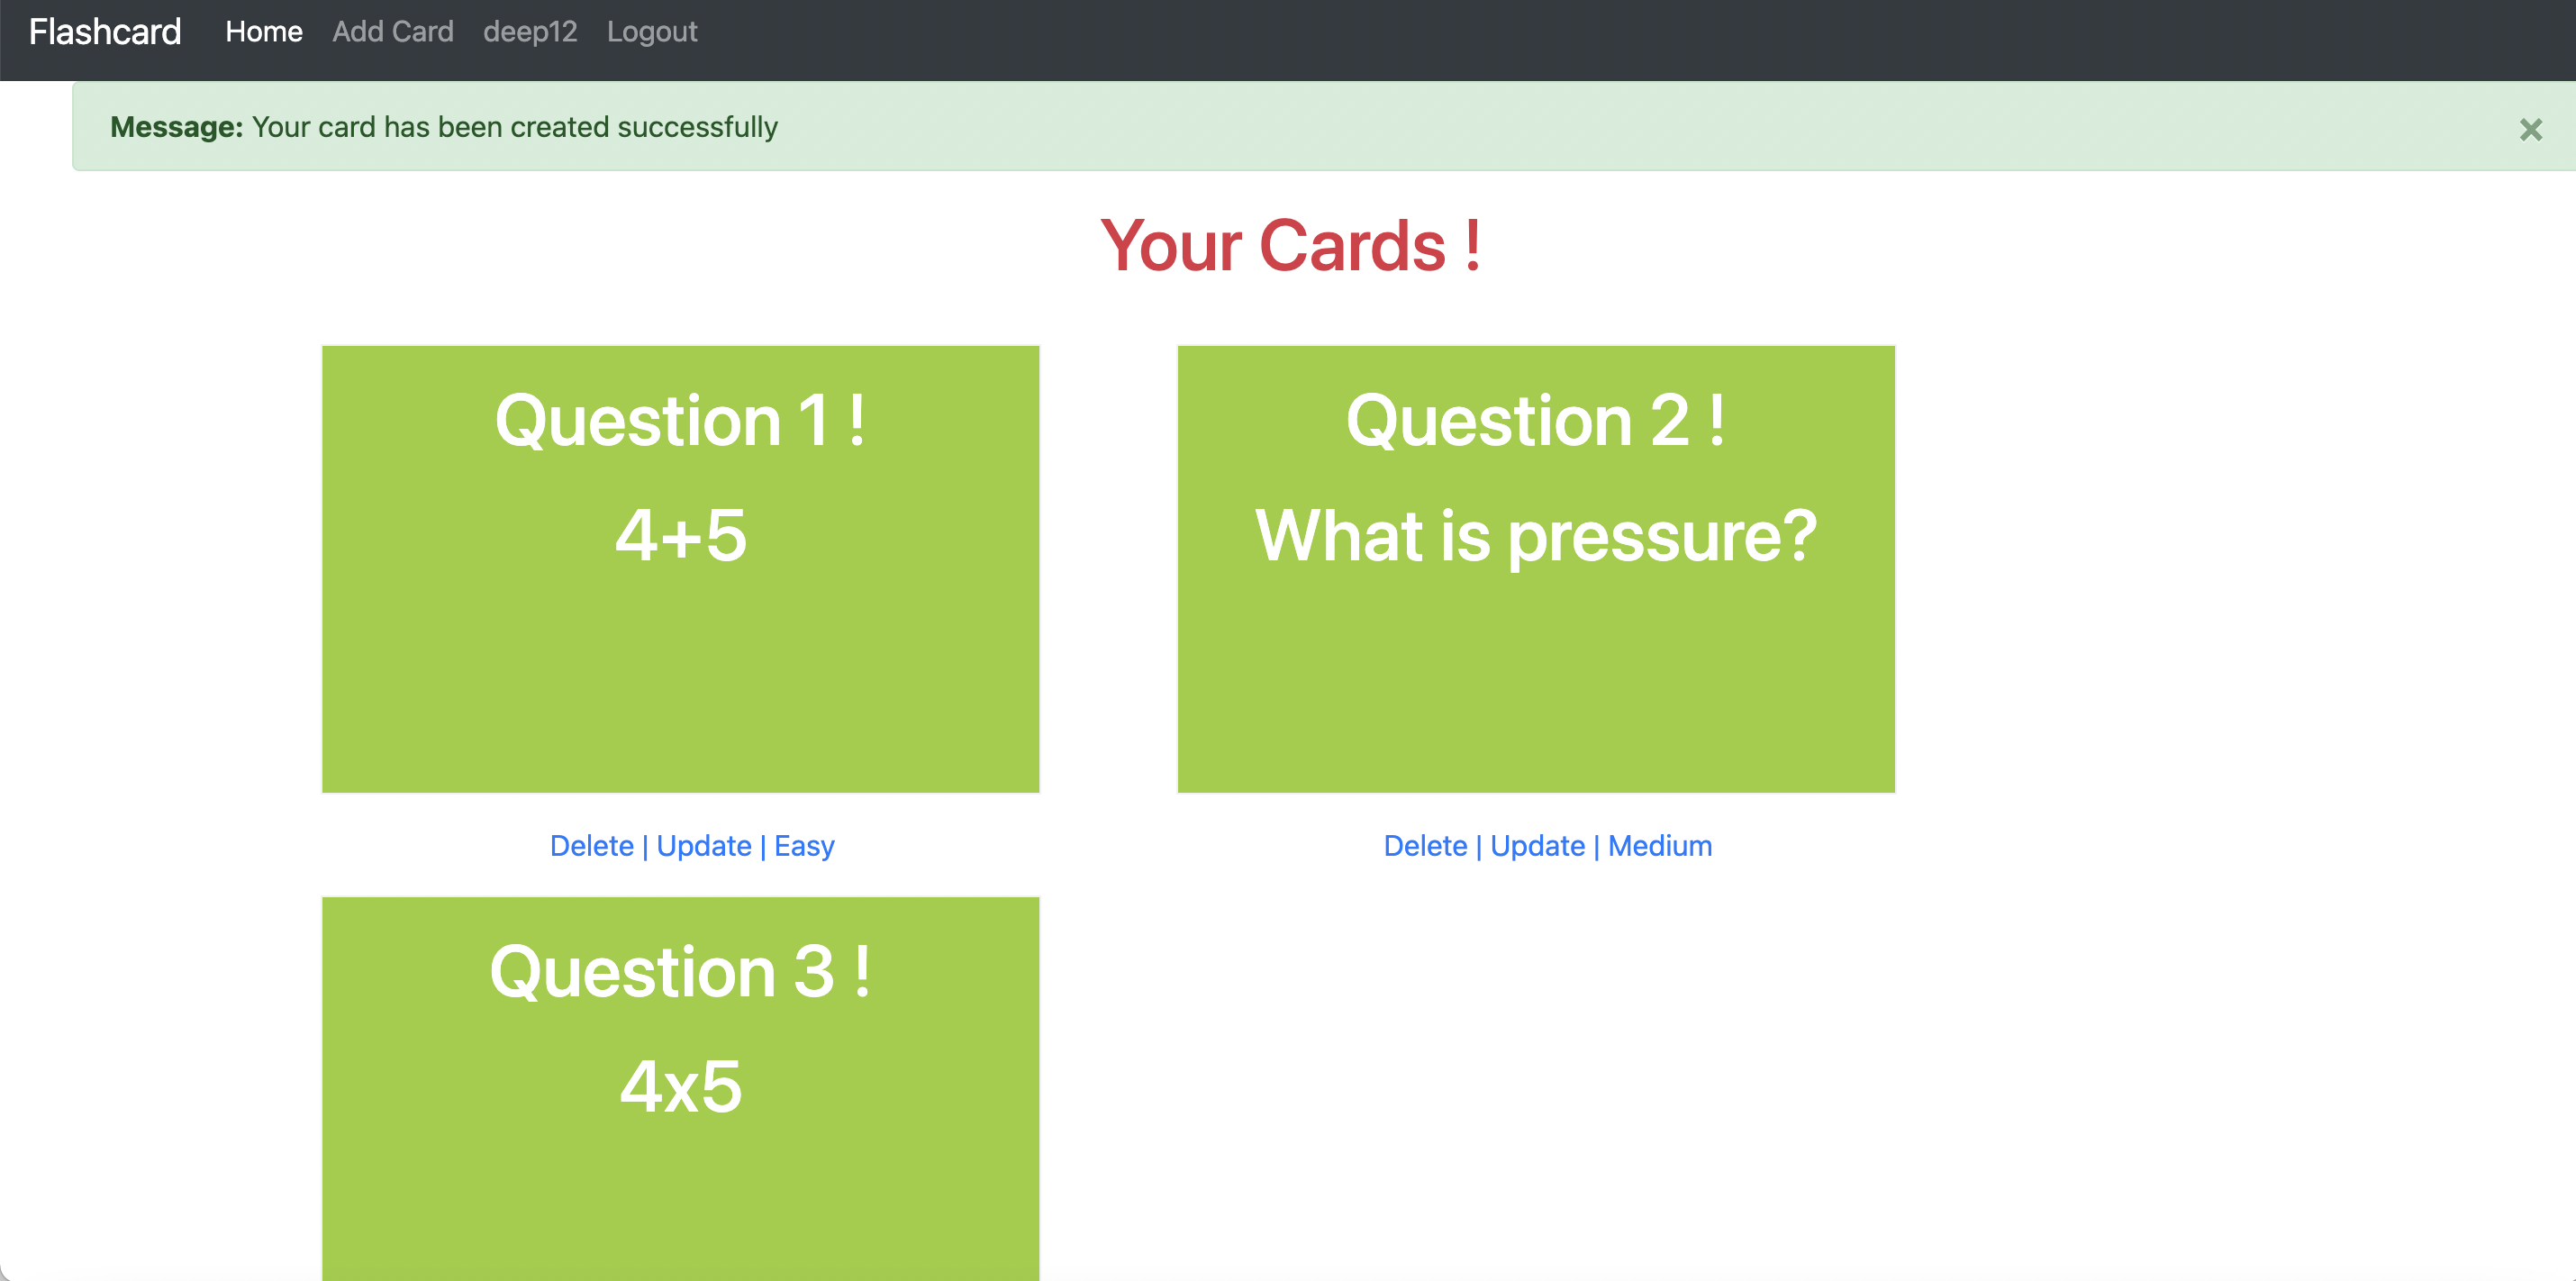 Flashcard Home Add Card deep12 Logout
Message: Your card has been created successfully ×
Your Cards !
Question 1 !
4+5
Delete | Update | Easy
Question 2 !
What is pressure?
Delete | Update | Medium
Question 3 !
4x5